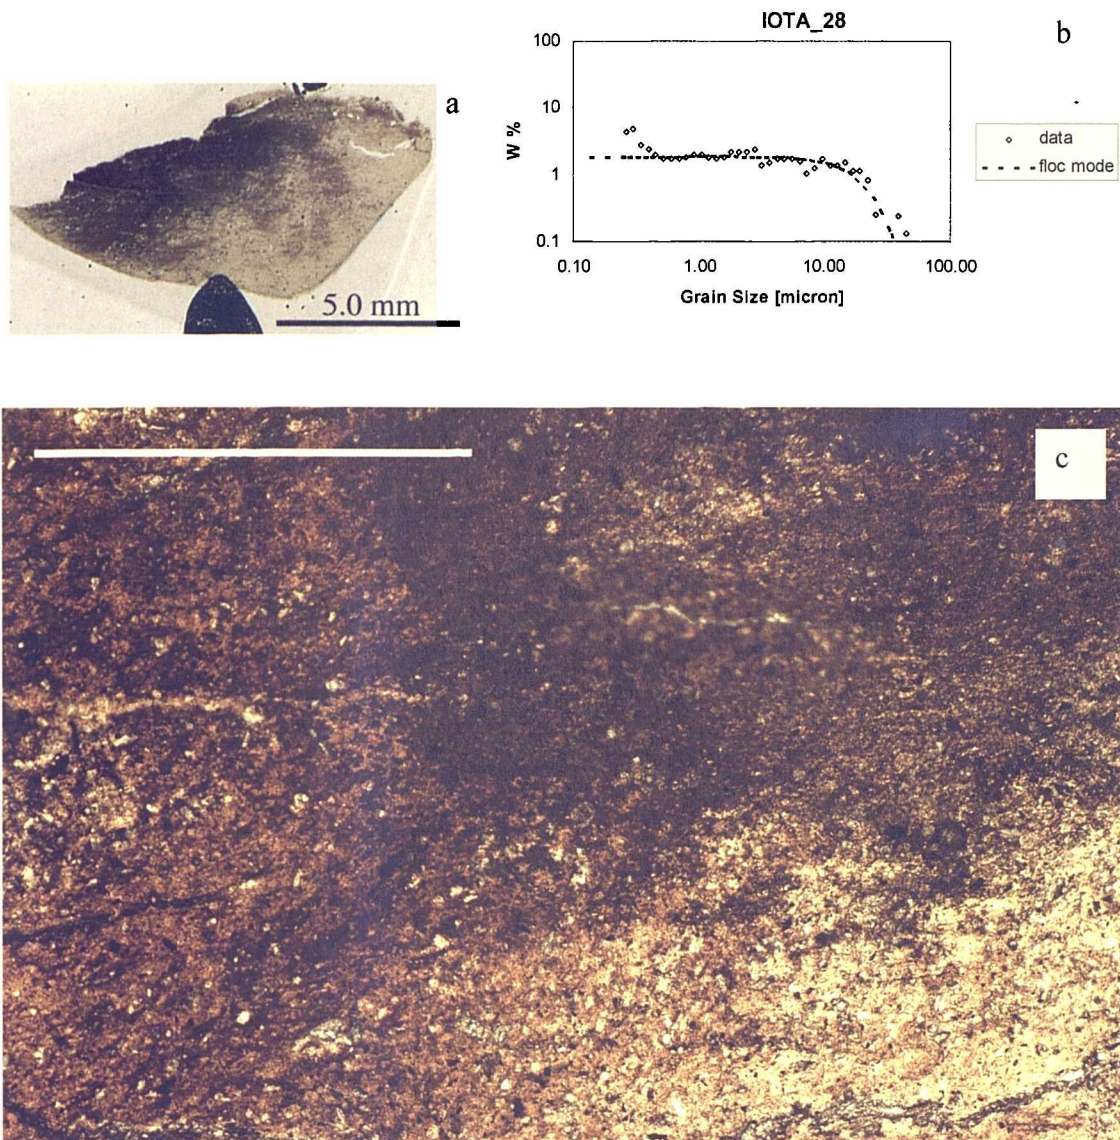 a
5.0 mm
IOTA_28
b
100
10
1
0.1
W %
0.10 1.00 10.00 100.00
Grain Size [micron]
data
floc mode
c